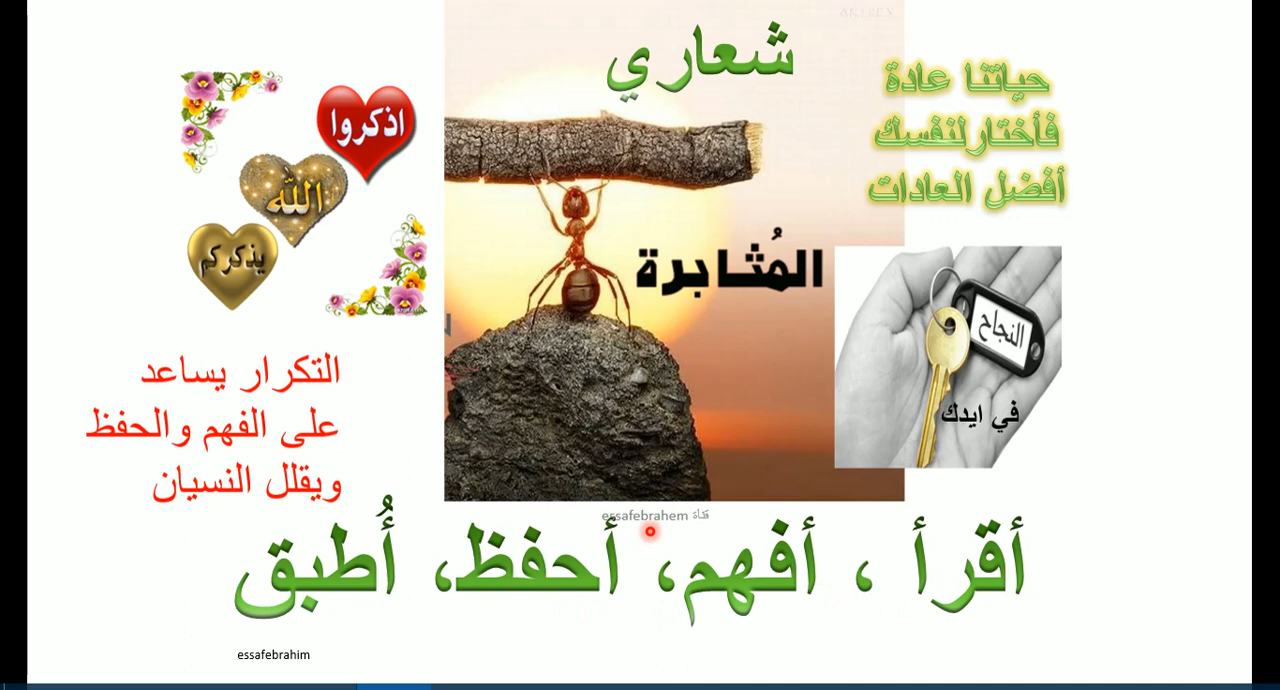 شعاري
حياتنا عادة
فأختارلنفسك
أفضل العادات
اذكروا
الله
يذكركم
المُثابرة
النجاح
في ايدك
التكرار يساعد
على الفهم والحفظ
ويقلل النسيان
قناة essafebrahem
أقرأ ، أفهم، أحفظ، أُطبق
essafebrahim